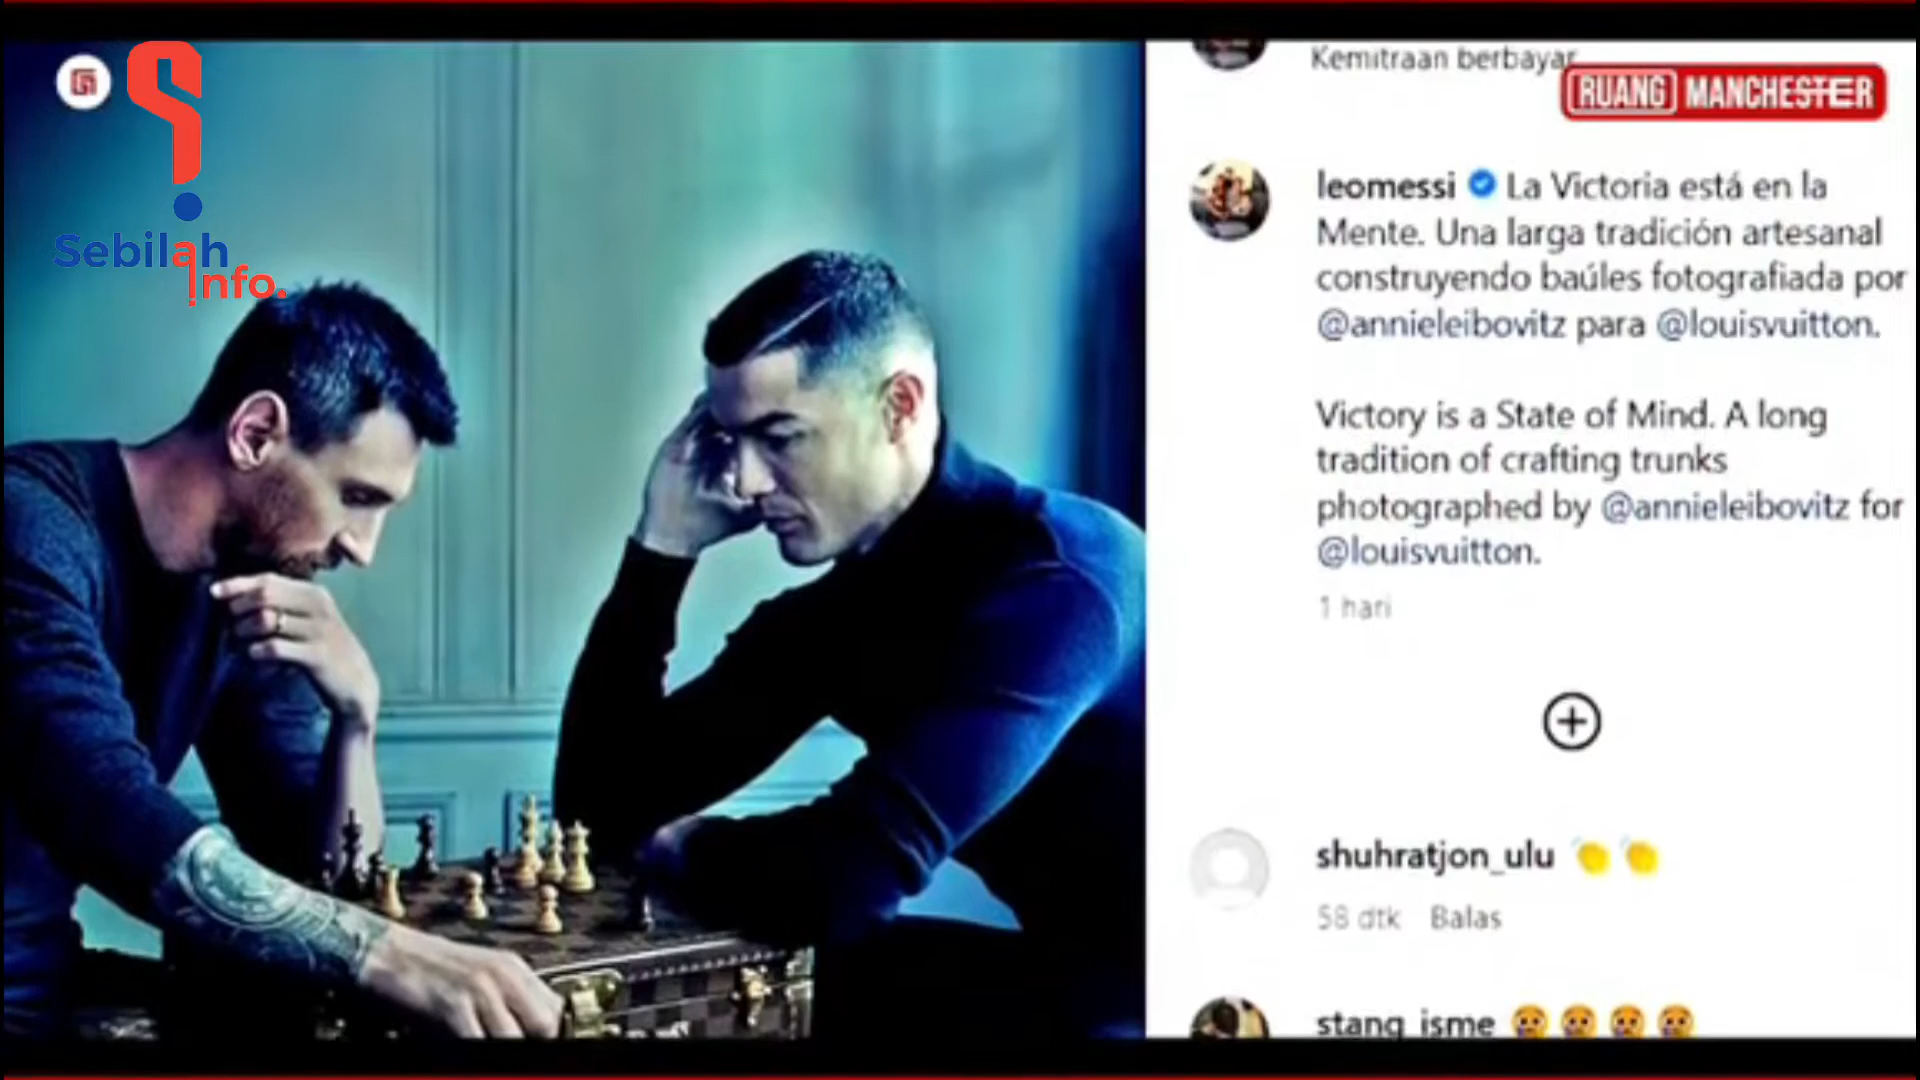 Sebilah
Info.
Kemitraan berbayar
RUANG MANCHESTER
leomessi La Victoria está en la
Mente. Una larga tradición artesanal
construyendo baúles fotografiada por
@annieleibovitz para @louisvuitton.
Victory is a State of Mind. A long
tradition of crafting trunks
photographed by @annieleibovitz for
@louisvuitton.
1 hari
shuhratjon_ulu 👏👏
58 dtk Balas
stang_isme 😢😢😢😢